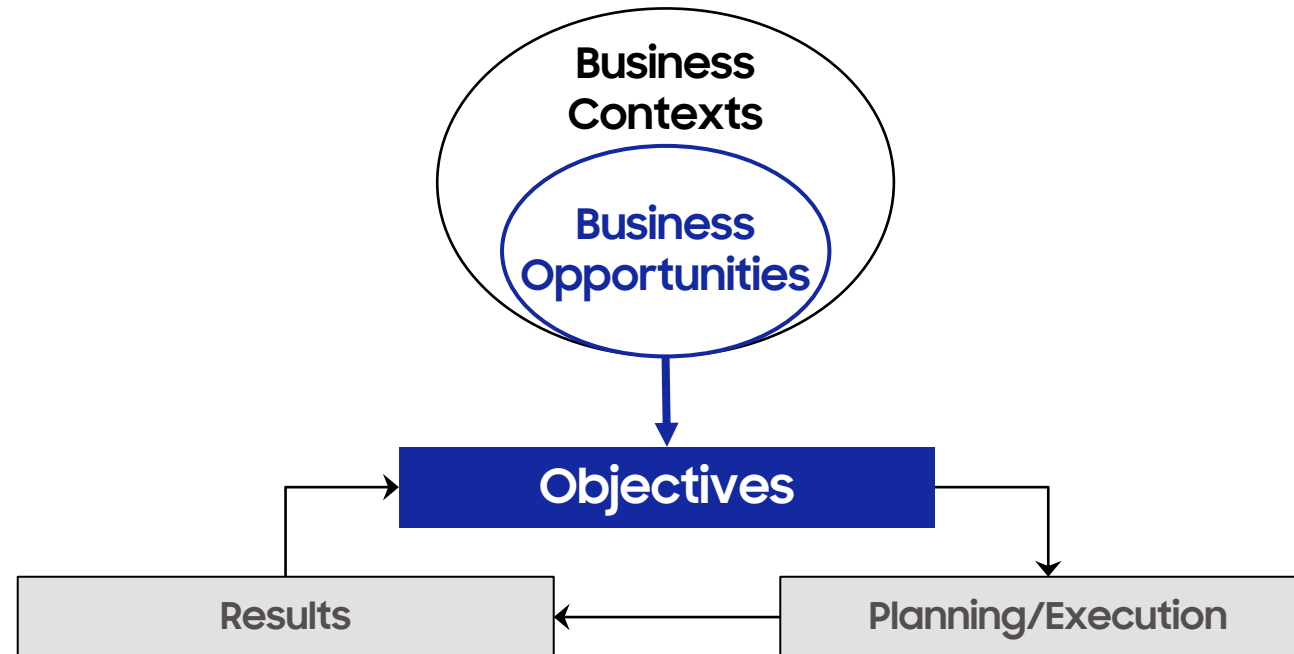 Business
Contexts
Business
Opportunities
Objectives
Results
Planning/Execution